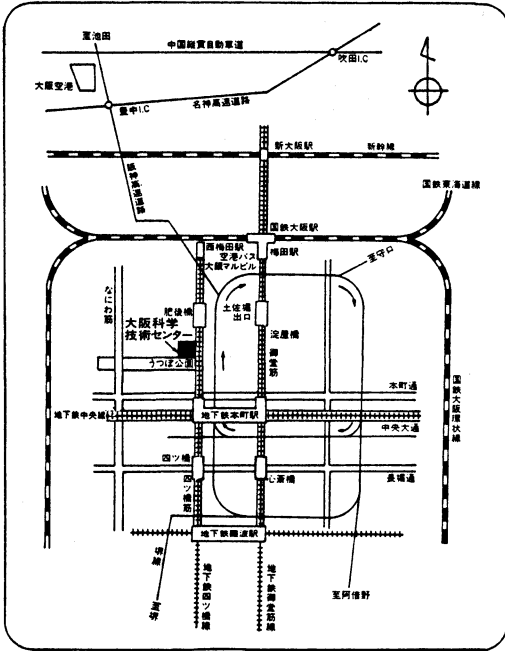 至池田
中国縦貫自動車道
吹田I.C
大阪空港
豊中I.C
名神高速道路
新大阪駅
新幹線
阪神高速道路
国鉄東海道線
国鉄大阪駅
西梅田駅
梅田駅
空港バス
大阪マルビル
至守口
なにわ筋
肥後橋
土佐堀
出口
淀屋橋
大阪科学
技術センター
御堂筋
うつぼ公園
本町通
地下鉄中央線
地下鉄本町駅
中央大通
国鉄大阪環状線
四ツ橋
心斎橋
長堀通
四ツ橋筋
地下鉄難波駅
堺線
至堺
地下鉄四ツ橋線
地下鉄御堂筋線
至阿倍野